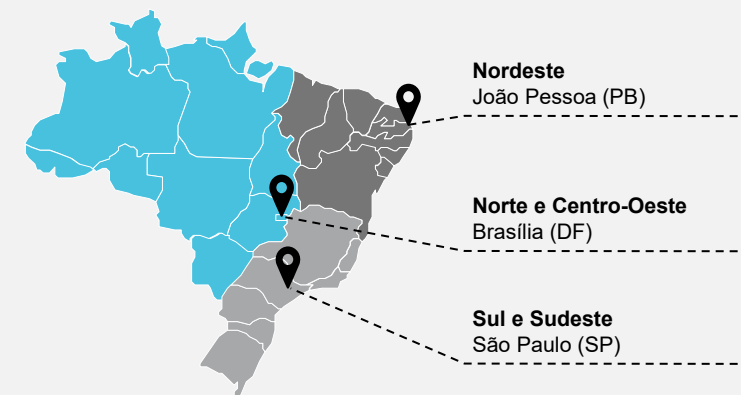 Nordeste
João Pessoa (PB)
Norte e Centro-Oeste
Brasília (DF)
Sul e Sudeste
São Paulo (SP)